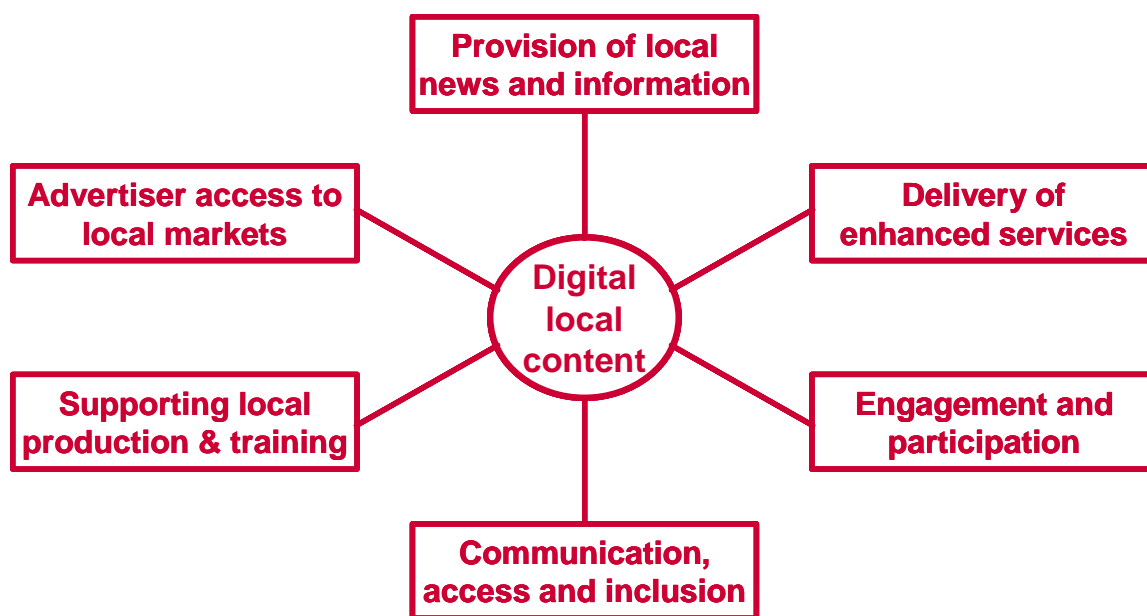 Provision of local
news and information
Advertiser access to
local markets
Delivery of
enhanced services
Digital
local
content
Supporting local
production & training
Engagement and
participation
Communication,
access and inclusion